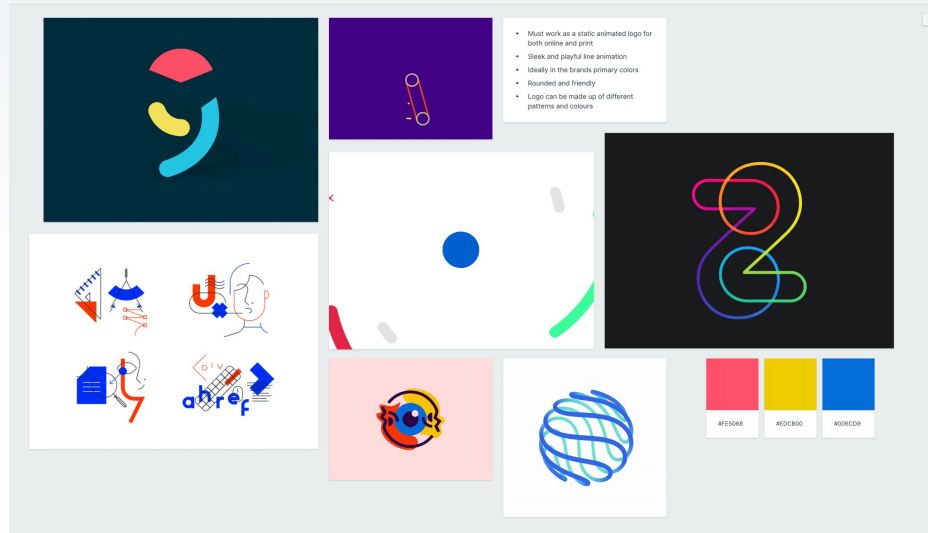 • Must work as a static animated logo for
both online and print
• Sleek and playful line animation
• Ideally in the brands primary colors
• Rounded and friendly
• Logo can be made up of different
patterns and colours
DIV
ahref
#FE5068
#EDCB00
#006CD9